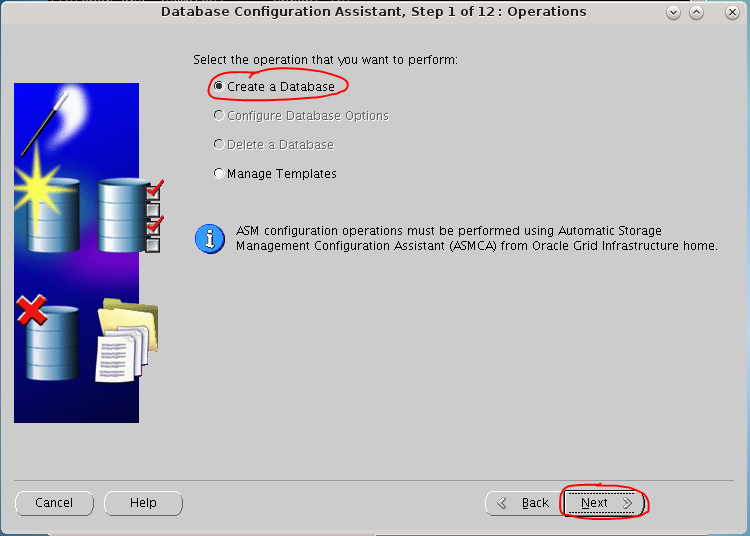 Database Configuration Assistant, Step 1 of 12 : Operations
Select the operation that you want to perform:
Create a Database
Configure Database Options
Delete a Database
Manage Templates
ASM configuration operations must be performed using Automatic Storage
Management Configuration Assistant (ASMCA) from Oracle Grid Infrastructure home.
Cancel Help Back Next